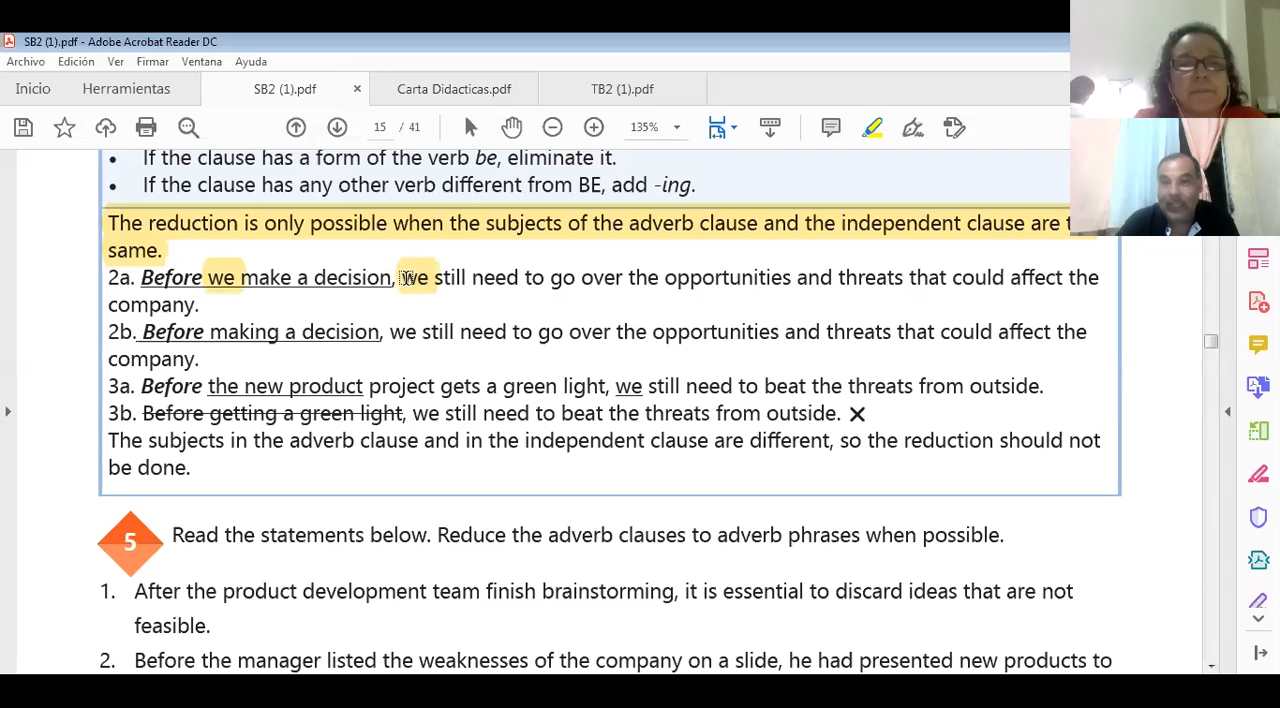 SB2 (1).pdf - Adobe Acrobat Reader DC
Archivo Edición Ver Firmar Ventana Ayuda
Inicio Herramientas SB2 (1).pdf × Carta Didacticas.pdf TB2 (1).pdf
15 / 41 135%
• If the clause has a form of the verb be, eliminate it.
• If the clause has any other verb different from BE, add -ing.
The reduction is only possible when the subjects of the adverb clause and the independent clause are
same.
2a. Before we make a decision, we still need to go over the opportunities and threats that could affect the
company.
2b. Before making a decision, we still need to go over the opportunities and threats that could affect the
company.
3a. Before the new product project gets a green light, we still need to beat the threats from outside.
3b. Before getting a green light, we still need to beat the threats from outside. ✕
The subjects in the adverb clause and in the independent clause are different, so the reduction should not
be done.
5 Read the statements below. Reduce the adverb clauses to adverb phrases when possible.
1. After the product development team finish brainstorming, it is essential to discard ideas that are not
feasible.
2. Before the manager listed the weaknesses of the company on a slide, he had presented new products to